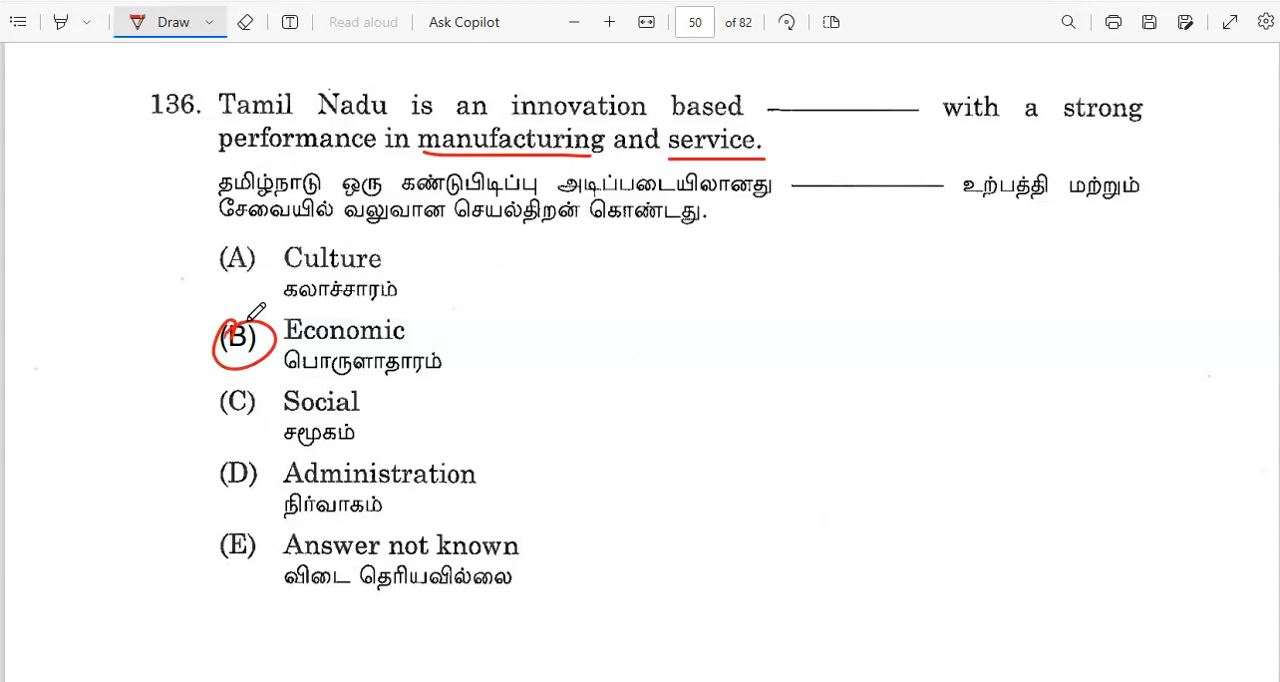 Draw
Read aloud
Ask Copilot
50 of 82
136. Tamil Nadu is an innovation based ———— with a strong
performance in manufacturing and service.
தமிழ்நாடு ஒரு கண்டுபிடிப்பு அடிப்படையிலானது ———— உற்பத்தி மற்றும்
சேவையில் வலுவான செயல்திறன் கொண்டது.
(A) Culture
கலாச்சாரம்
(B) Economic
பொருளாதாரம்
(C) Social
சமூகம்
(D) Administration
நிர்வாகம்
(E) Answer not known
விடை தெரியவில்லை